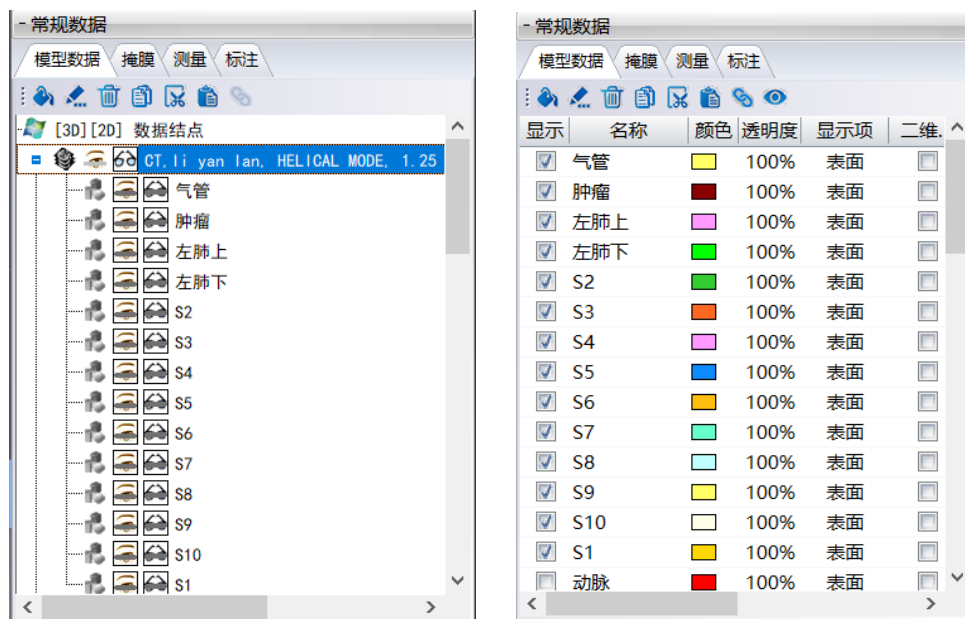 - 常规数据
模型数据 掩膜 测量 标注
[3D][2D] 数据结点
CT, li yan lan, HELICAL MODE, 1.25
气管
肿瘤
左肺上
左肺下
S2
S3
S4
S5
S6
S7
S8
S9
S10
S1
- 常规数据
模型数据 掩膜 测量 标注
显示 名称 颜色 透明度 显示项 二维.
气管 100% 表面
肿瘤 100% 表面
左肺上 100% 表面
左肺下 100% 表面
S2 100% 表面
S3 100% 表面
S4 100% 表面
S5 100% 表面
S6 100% 表面
S7 100% 表面
S8 100% 表面
S9 100% 表面
S10 100% 表面
S1 100% 表面
动脉 100% 表面